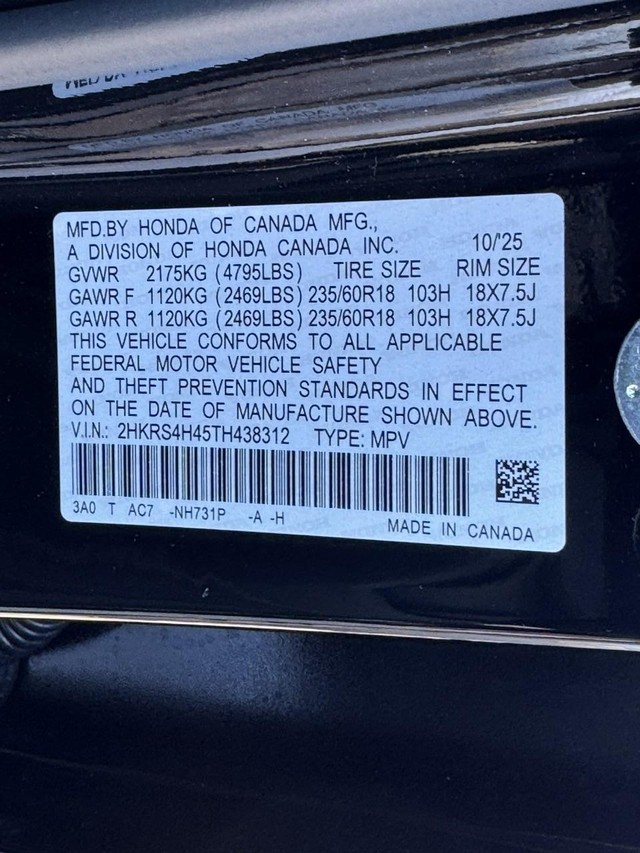 MFD.BY HONDA OF CANADA MFG.,
A DIVISION OF HONDA CANADA INC. 10/'25
GVWR 2175KG (4795LBS) TIRE SIZE RIM SIZE
GAWR F 1120KG (2469LBS) 235/60R18 103H 18X7.5J
GAWR R 1120KG (2469LBS) 235/60R18 103H 18X7.5J
THIS VEHICLE CONFORMS TO ALL APPLICABLE
FEDERAL MOTOR VEHICLE SAFETY
AND THEFT PREVENTION STANDARDS IN EFFECT
ON THE DATE OF MANUFACTURE SHOWN ABOVE.
V.I.N.: 2HKRS4H45TH438312 TYPE: MPV
3A0 T AC7 -NH731P -A -H
MADE IN CANADA